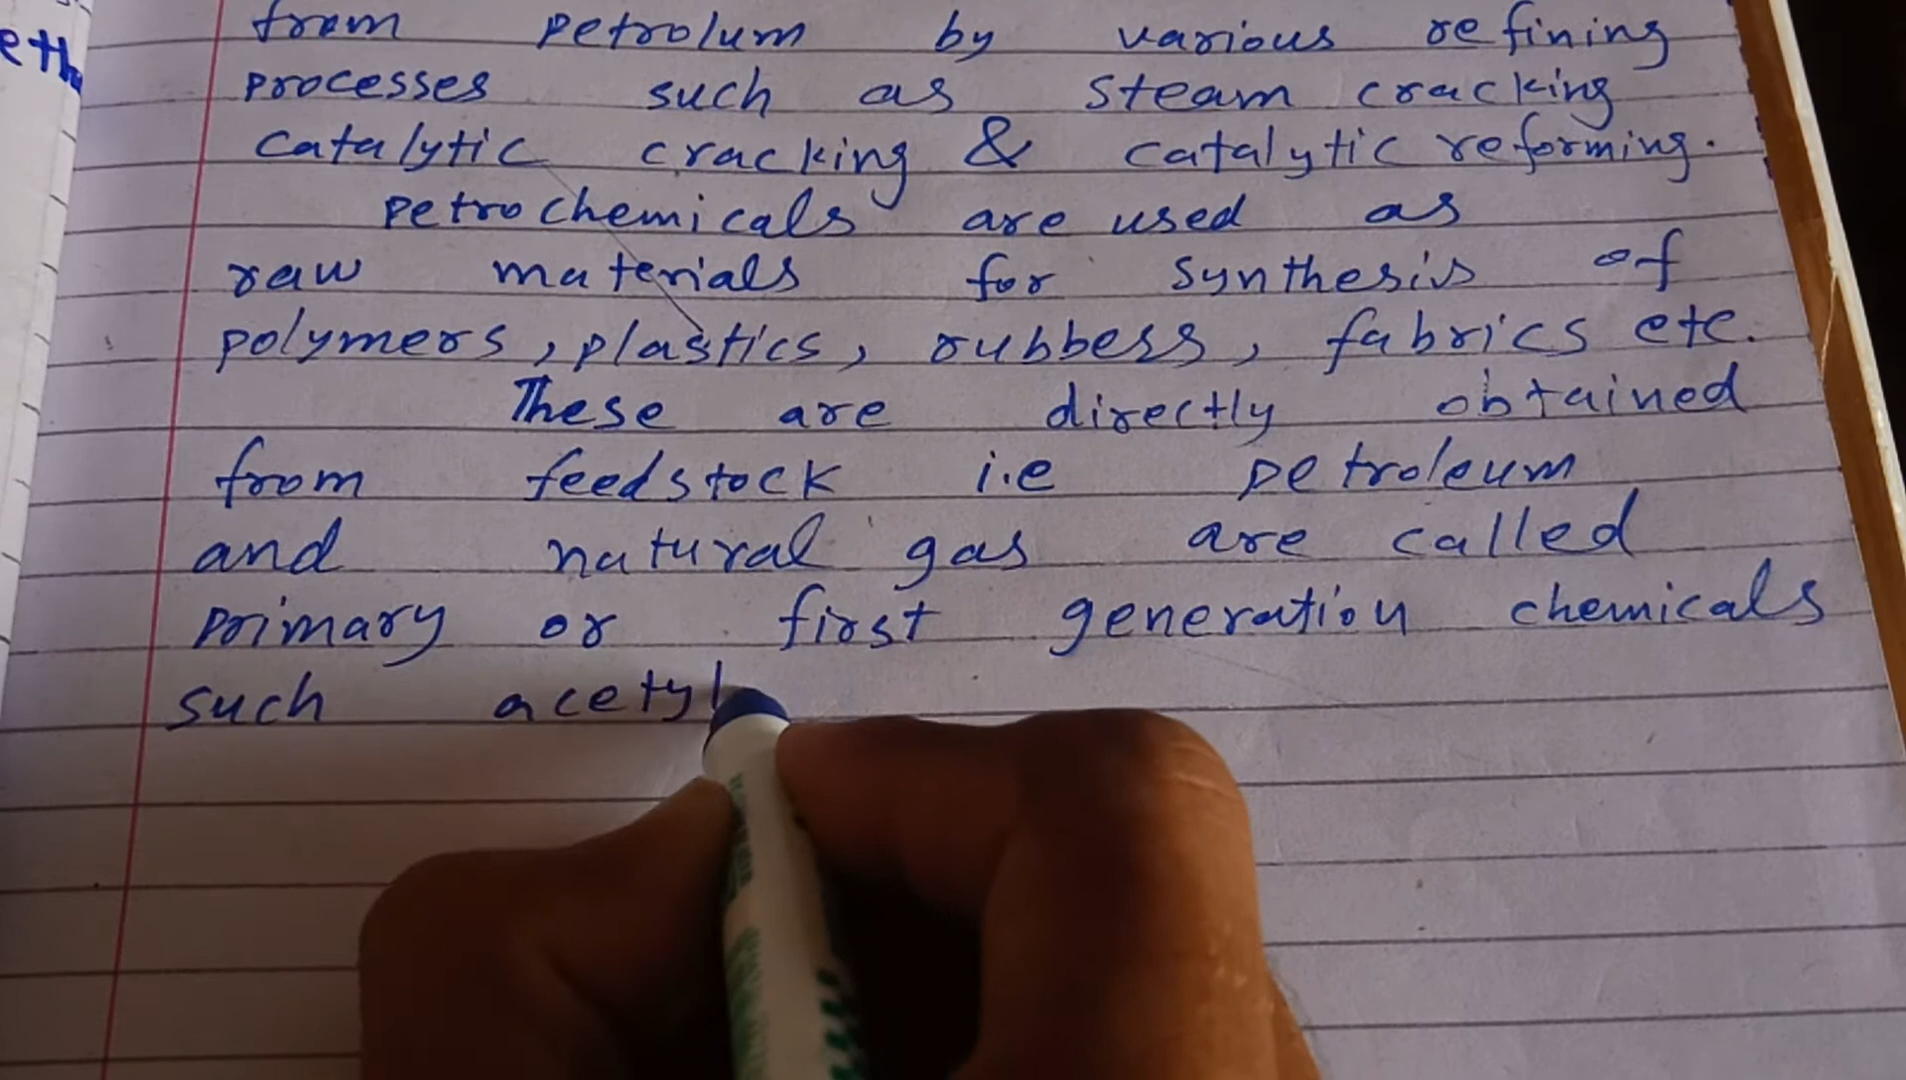 eth
from petrolum by various refining
processes such as steam cracking
catalytic cracking & catalytic reforming.
petrochemicals are used as
raw materials for synthesis of
polymers, plastics, rubbers, fabrics etc.
These are directly obtained
from feedstock i.e petroleum
and natural gas are called
primary or first generation chemicals
such acetyl